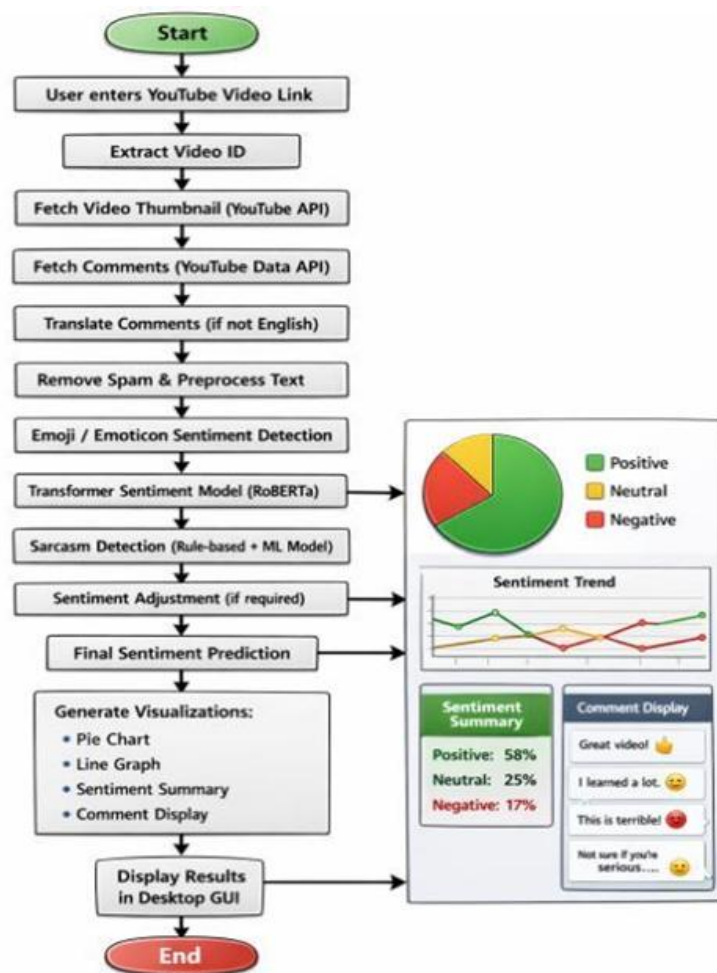 Start
User enters YouTube Video Link
Extract Video ID
Fetch Video Thumbnail (YouTube API)
Fetch Comments (YouTube Data API)
Translate Comments (if not English)
Remove Spam & Preprocess Text
Emoji / Emoticon Sentiment Detection
Transformer Sentiment Model (RoBERTa)
Sarcasm Detection (Rule-based + ML Model)
Sentiment Adjustment (if required)
Final Sentiment Prediction
Generate Visualizations:
• Pie Chart
• Line Graph
• Sentiment Summary
• Comment Display
Display Results
in Desktop GUI
End
Positive
Neutral
Negative
Sentiment Trend
Sentiment
Summary
Positive: 58%
Neutral: 25%
Negative: 17%
Comment Display
Great video! 👍
I learned a lot. 😊
This is terrible! 😡
Not sure if you're
serious..... 😐